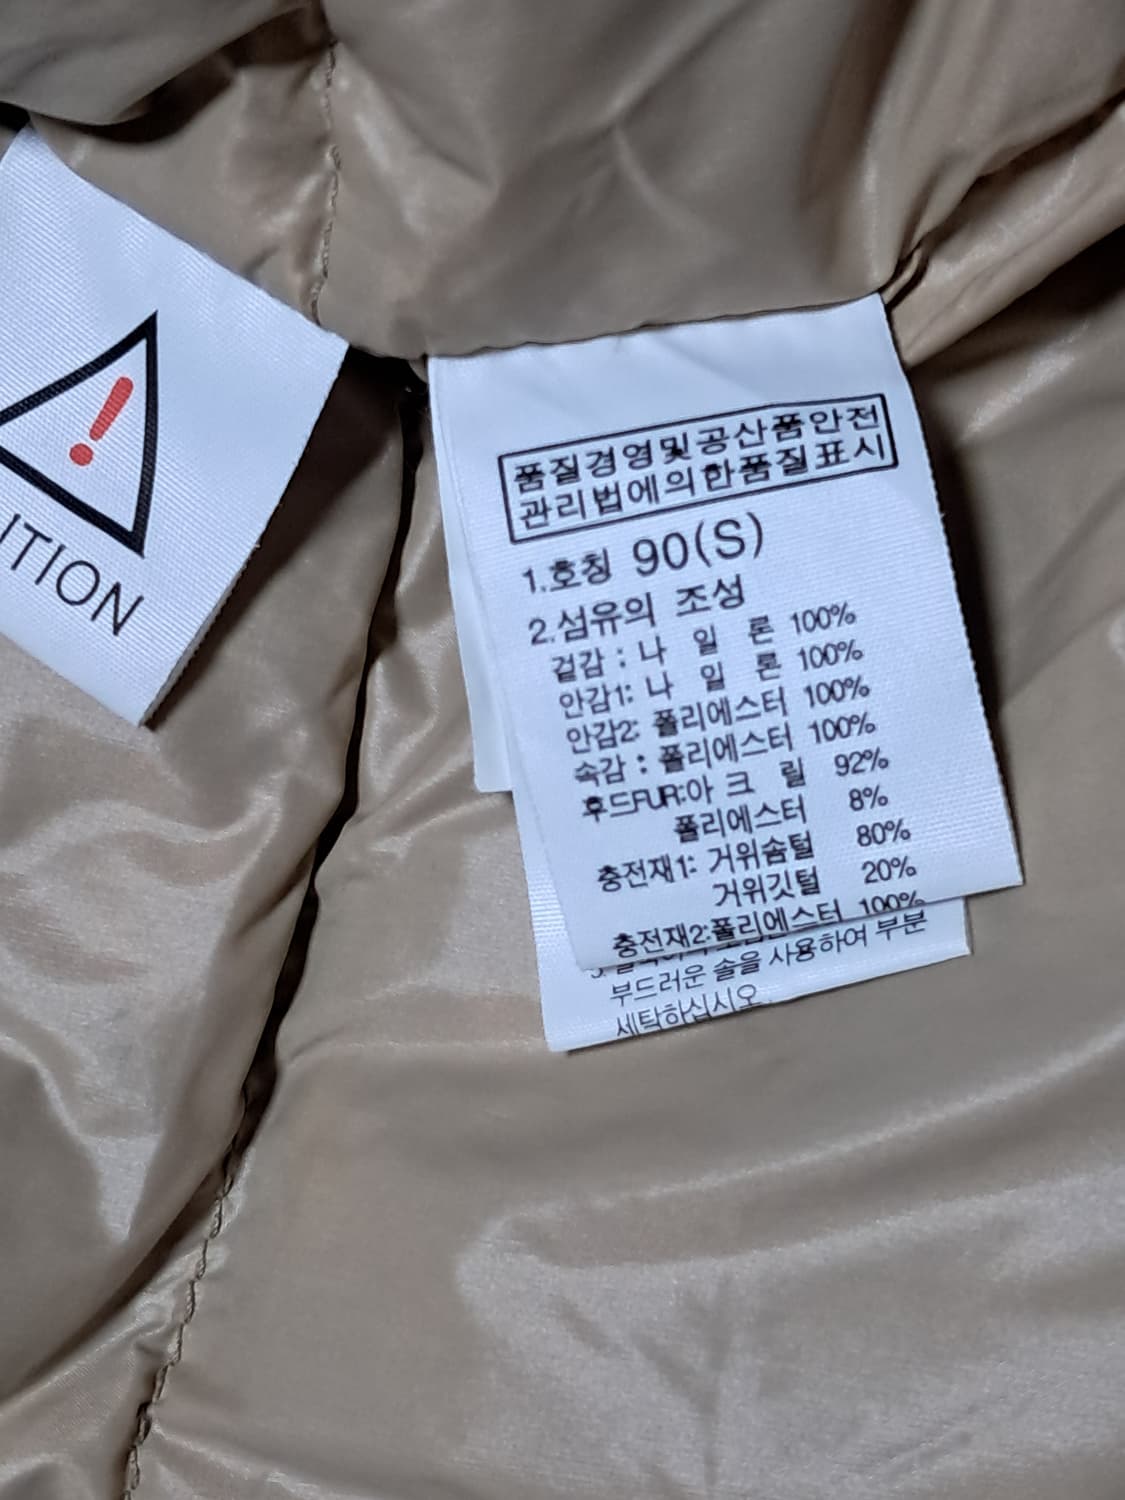 !
ITION
품질경영및공산품안전
관리법에의한품질표시
1.호칭 90(S)
2.섬유의 조성
겉감 : 나 일 론 100%
안감1: 나 일 론 100%
안감2: 폴리에스터 100%
속감 : 폴리에스터 100%
후드FUR:아 크 릴 92%
폴리에스터 8%
충전재1: 거위솜털 80%
거위깃털 20%
충전재2:폴리에스터 100%
사용하여 부분
부드러운 솔을
세탁하십시오.